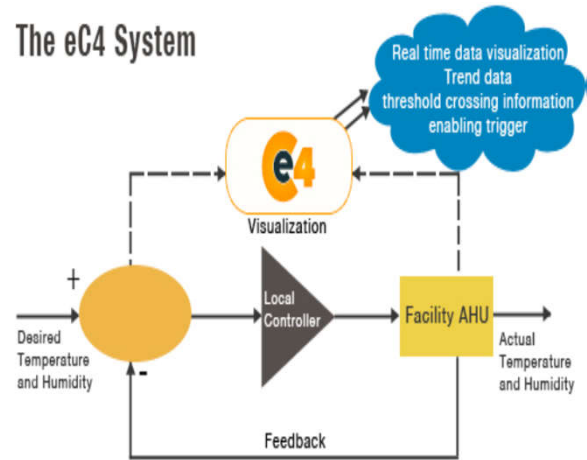 The eC4 System
Real time data visualization
Trend data
threshold crossing information
enabling trigger
Ce4
Visualization
+
Local
Controller
Facility AHU
Desired
Temperature
and Humidity
-
Actual
Temperature
and Humidity
Feedback